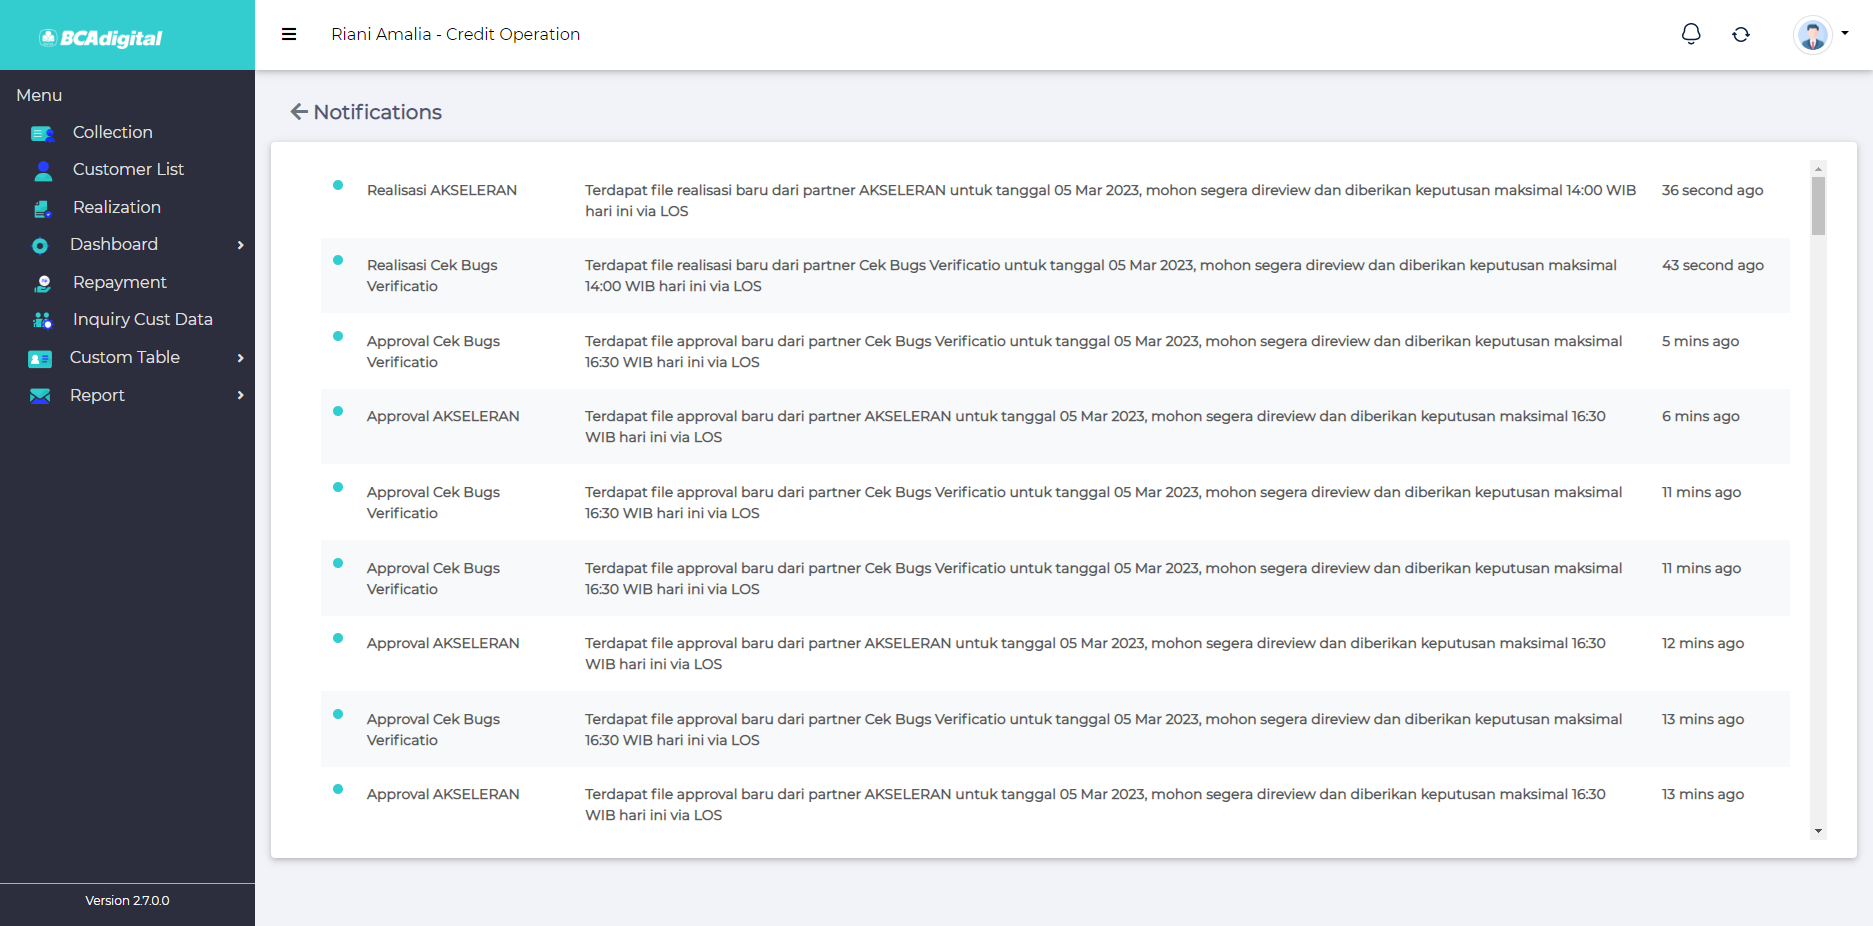 BCAdigital
Riani Amalia - Credit Operation
Menu
Collection
Customer List
Realization
Dashboard
Repayment
Inquiry Cust Data
Custom Table
Report
Version 2.7.0.0
Notifications
Realisasi AKSELERAN
Terdapat file realisasi baru dari partner AKSELERAN untuk tanggal 05 Mar 2023, mohon segera direview dan diberikan keputusan maksimal 14:00 WIB
hari ini via LOS
36 second ago
Realisasi Cek Bugs
Verificatio
Terdapat file realisasi baru dari partner Cek Bugs Verificatio untuk tanggal 05 Mar 2023, mohon segera direview dan diberikan keputusan maksimal
14:00 WIB hari ini via LOS
43 second ago
Approval Cek Bugs
Verificatio
Terdapat file approval baru dari partner Cek Bugs Verificatio untuk tanggal 05 Mar 2023, mohon segera direview dan diberikan keputusan maksimal
16:30 WIB hari ini via LOS
5 mins ago
Approval AKSELERAN
Terdapat file approval baru dari partner AKSELERAN untuk tanggal 05 Mar 2023, mohon segera direview dan diberikan keputusan maksimal 16:30
WIB hari ini via LOS
6 mins ago
Approval Cek Bugs
Verificatio
Terdapat file approval baru dari partner Cek Bugs Verificatio untuk tanggal 05 Mar 2023, mohon segera direview dan diberikan keputusan maksimal
16:30 WIB hari ini via LOS
11 mins ago
Approval Cek Bugs
Verificatio
Terdapat file approval baru dari partner Cek Bugs Verificatio untuk tanggal 05 Mar 2023, mohon segera direview dan diberikan keputusan maksimal
16:30 WIB hari ini via LOS
11 mins ago
Approval AKSELERAN
Terdapat file approval baru dari partner AKSELERAN untuk tanggal 05 Mar 2023, mohon segera direview dan diberikan keputusan maksimal 16:30
WIB hari ini via LOS
12 mins ago
Approval Cek Bugs
Verificatio
Terdapat file approval baru dari partner Cek Bugs Verificatio untuk tanggal 05 Mar 2023, mohon segera direview dan diberikan keputusan maksimal
16:30 WIB hari ini via LOS
13 mins ago
Approval AKSELERAN
Terdapat file approval baru dari partner AKSELERAN untuk tanggal 05 Mar 2023, mohon segera direview dan diberikan keputusan maksimal 16:30
WIB hari ini via LOS
13 mins ago